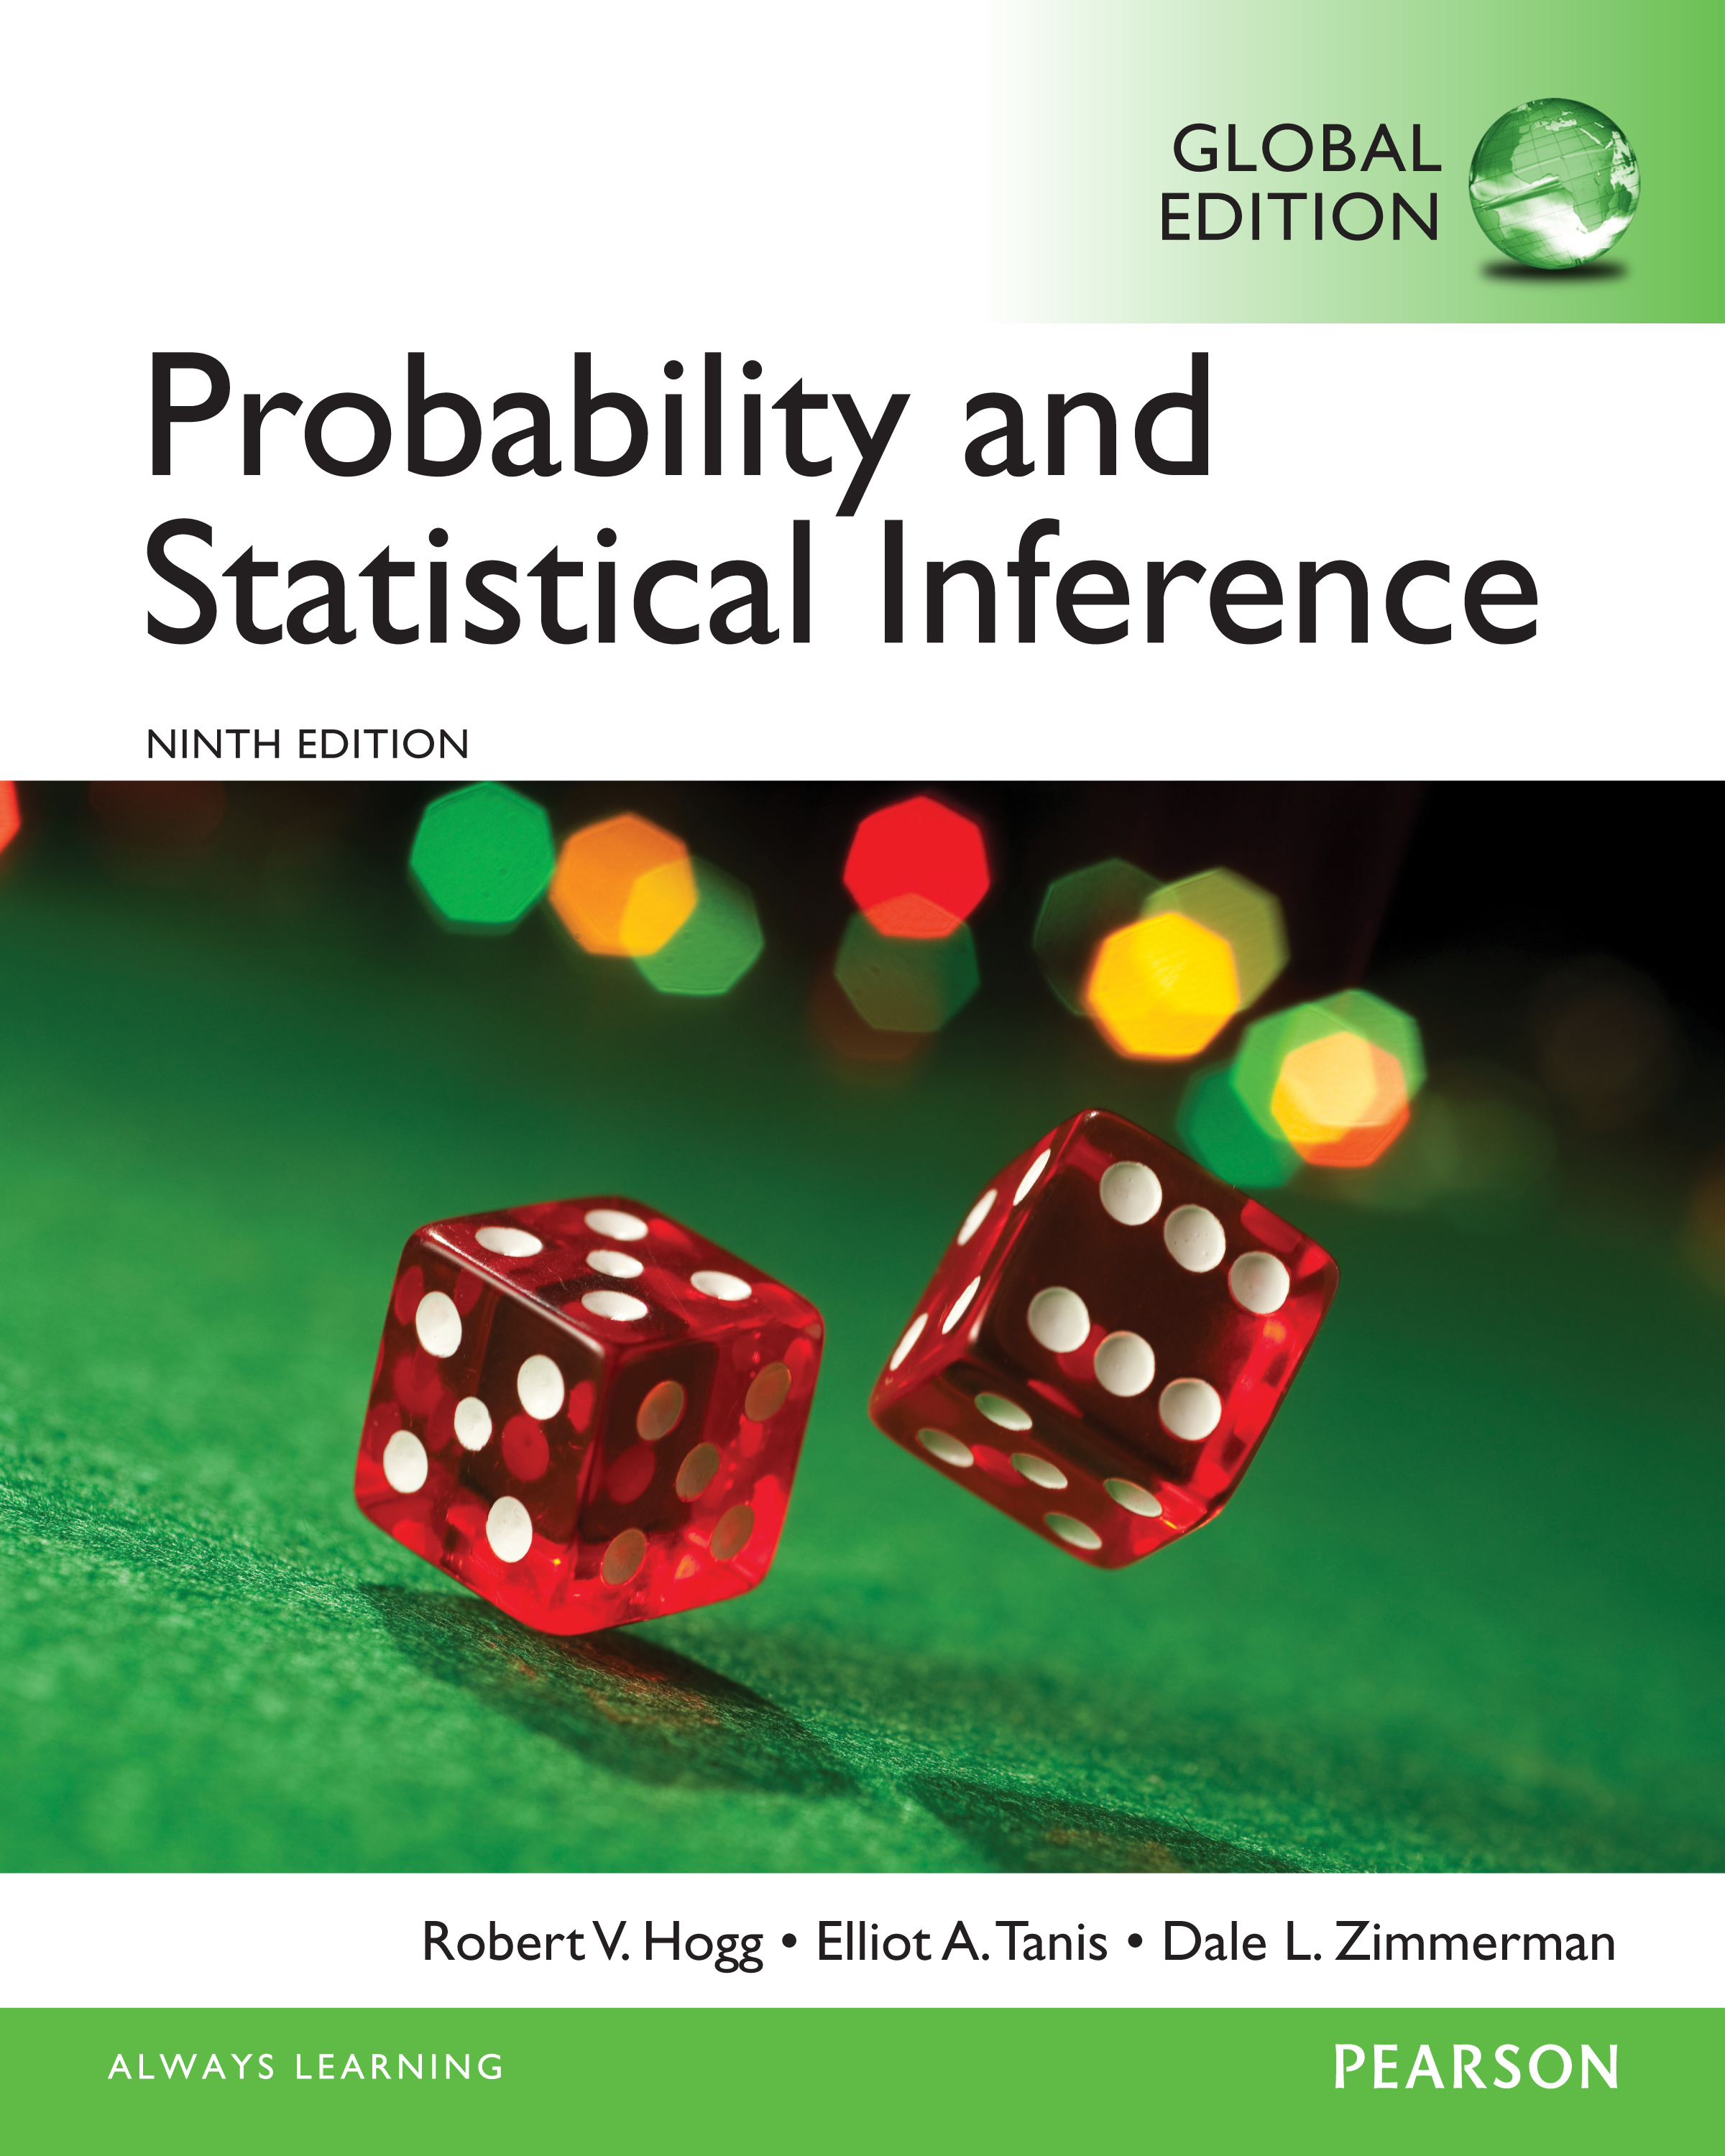 GLOBAL
EDITION
Probability and
Statistical Inference
NINTH EDITION
Robert V. Hogg • Elliot A. Tanis • Dale L. Zimmerman
ALWAYS LEARNING
PEARSON